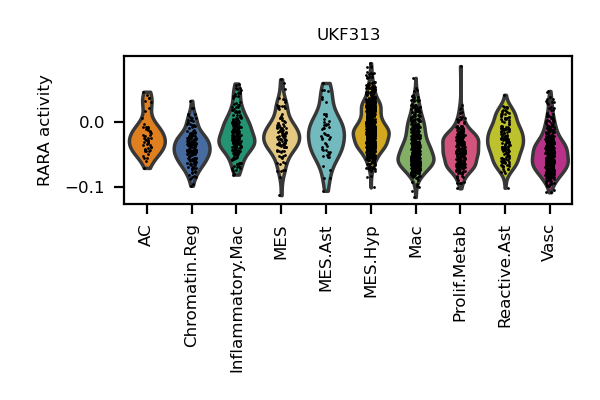 UKF313
RARA activity
0.0
−0.1
AC
Chromatin.Reg
Inflammatory.Mac
MES
MES.Ast
MES.Hyp
Mac
Prolif.Metab
Reactive.Ast
Vasc